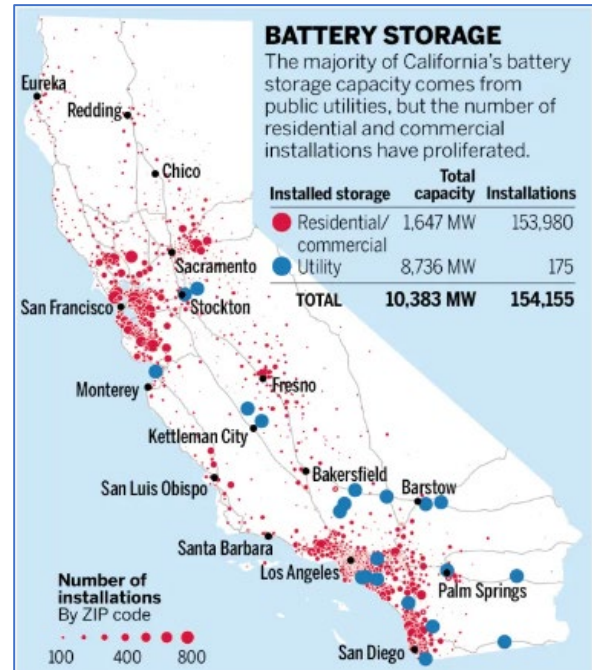 BATTERY STORAGE
The majority of California's battery
storage capacity comes from
public utilities, but the number of
residential and commercial
installations have proliferated.
Total
Installed storage capacity Installations
Residential/ 1,647 MW 153,980
commercial
Utility 8,736 MW 175
TOTAL 10,383 MW 154,155
Eureka
Redding
Chico
Sacramento
San Francisco
Stockton
Monterey
Fresno
Kettleman City
Bakersfield
Barstow
San Luis Obispo
Santa Barbara
Los Angeles
Palm Springs
San Diego
Number of
installations
By ZIP code
100 400 800